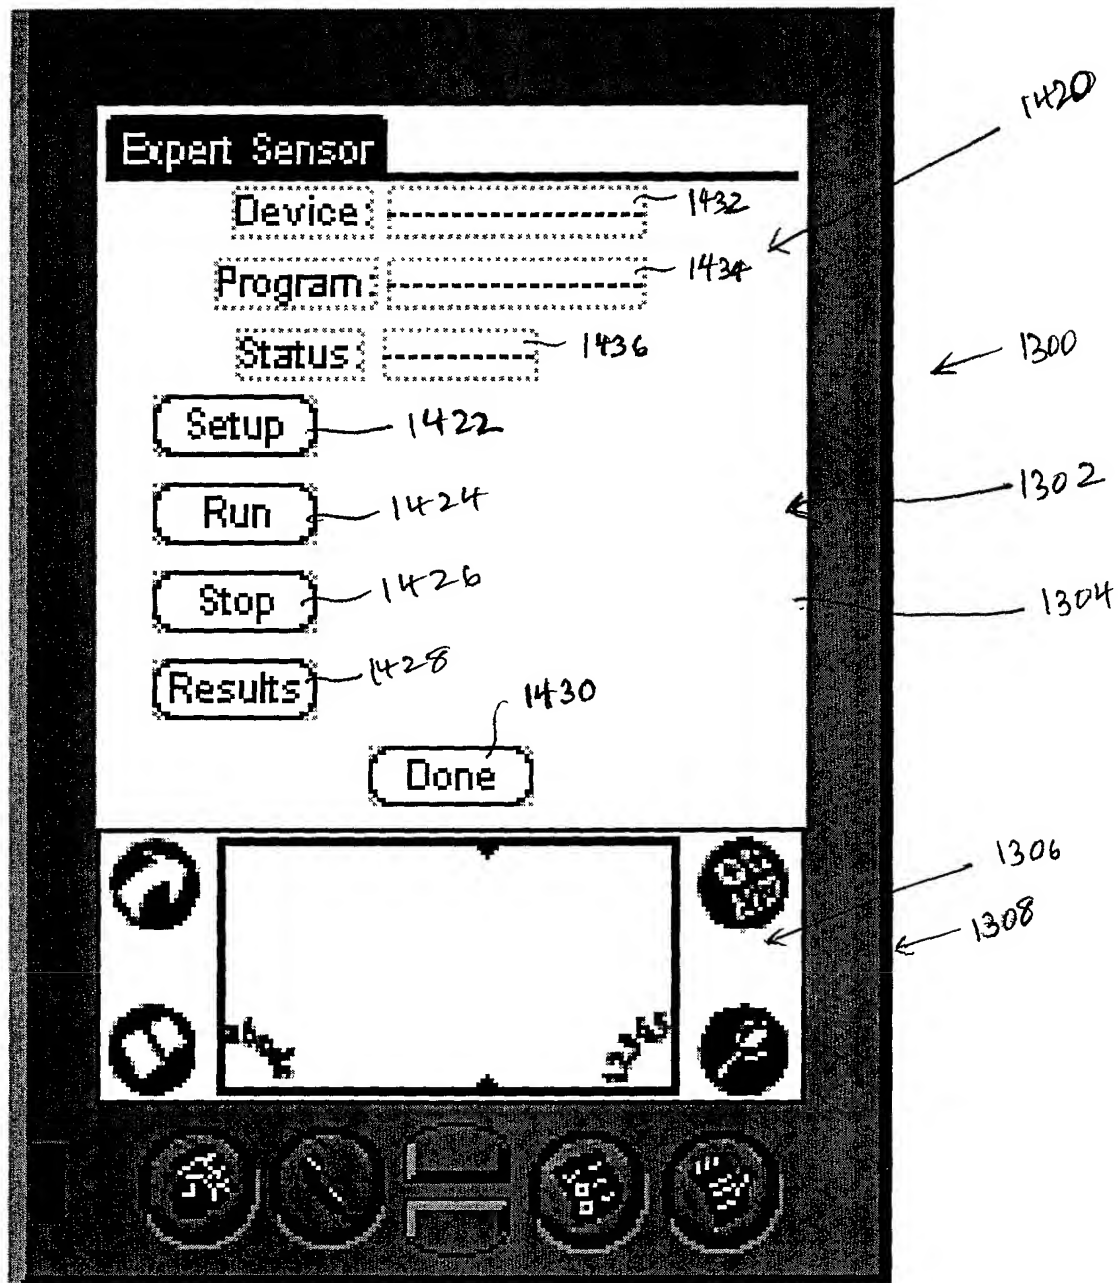 1420
Expert Sensor
Device: 1432
Program: 1434
Status: 1436
1300
Setup 1422
1302
Run 1424
Stop 1426
1304
Results 1428
1430
Done
1306
1308